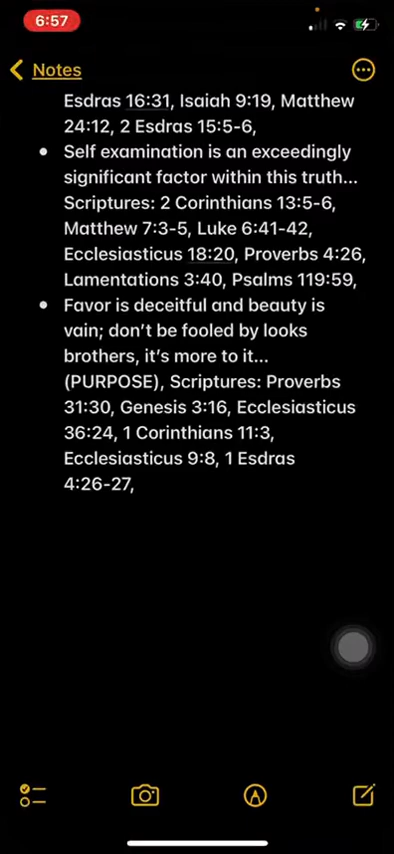 6:57
Notes
Esdras 16:31, Isaiah 9:19, Matthew
24:12, 2 Esdras 15:5-6,
• Self examination is an exceedingly
significant factor within this truth...
Scriptures: 2 Corinthians 13:5-6,
Matthew 7:3-5, Luke 6:41-42,
Ecclesiasticus 18:20, Proverbs 4:26,
Lamentations 3:40, Psalms 119:59,
• Favor is deceitful and beauty is
vain; don't be fooled by looks
brothers, it's more to it...
(PURPOSE), Scriptures: Proverbs
31:30, Genesis 3:16, Ecclesiasticus
36:24, 1 Corinthians 11:3,
Ecclesiasticus 9:8, 1 Esdras
4:26-27,